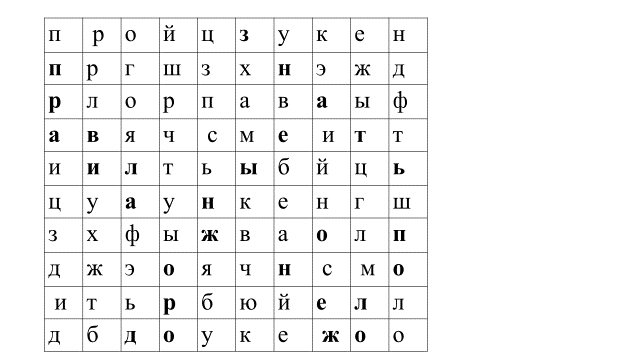 п р о й ц з у к е н
п р г ш з х н э ж д
р л о р п а в а ы ф
а в я ч с м е и т т
и и л т ь ы б й ц ь
ц у а у н к е н г ш
з х ф ы ж в а о л п
д ж э о я ч н с м о
и т ь р б ю й е л л
д б д о у к е ж о о